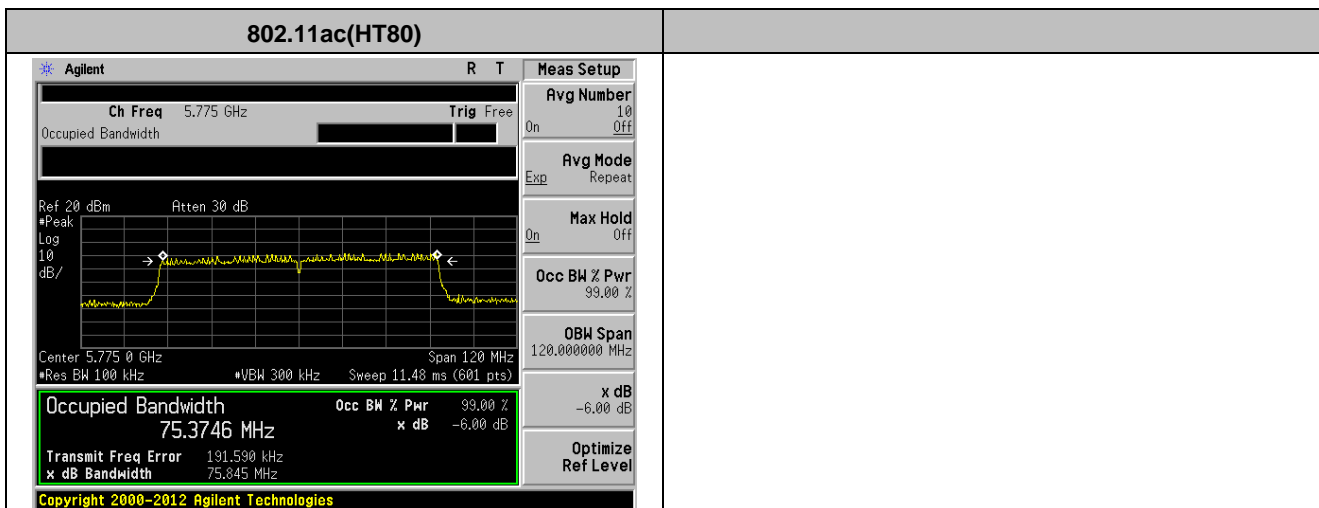 802.11ac(HT80)
Agilent R T
Ch Freq 5.775 GHz Trig Free
Occupied Bandwidth
Ref 20 dBm Atten 30 dB
#Peak
Log
10
dB/
Center 5.775 0 GHz Span 120 MHz
#Res BW 100 kHz #VBW 300 kHz Sweep 11.48 ms (601 pts)
Occupied Bandwidth Occ BW % Pwr 99.00 %
75.3746 MHz x dB -6.00 dB
Transmit Freq Error 191.590 kHz
x dB Bandwidth 75.845 MHz
Copyright 2000-2012 Agilent Technologies
Meas Setup
Avg Number
10
On Off
Avg Mode
Exp Repeat
Max Hold
On Off
Occ BW % Pwr
99.00 %
OBW Span
120.000000 MHz
x dB
-6.00 dB
Optimize
Ref Level